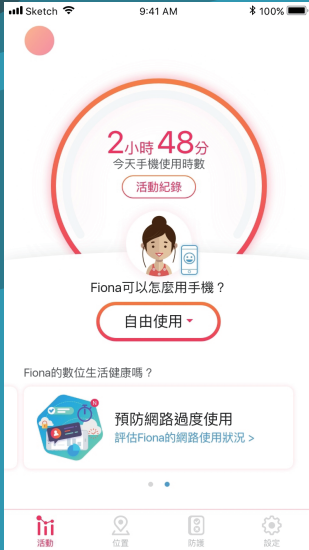 Sketch 9:41 AM 100%
2小時48分
今天手機使用時數
活動紀錄
Fiona可以怎麼用手機？
自由使用
Fiona的數位生活健康嗎？
預防網路過度使用
評估Fiona的網路使用狀況 >
活動 位置 防護 設定